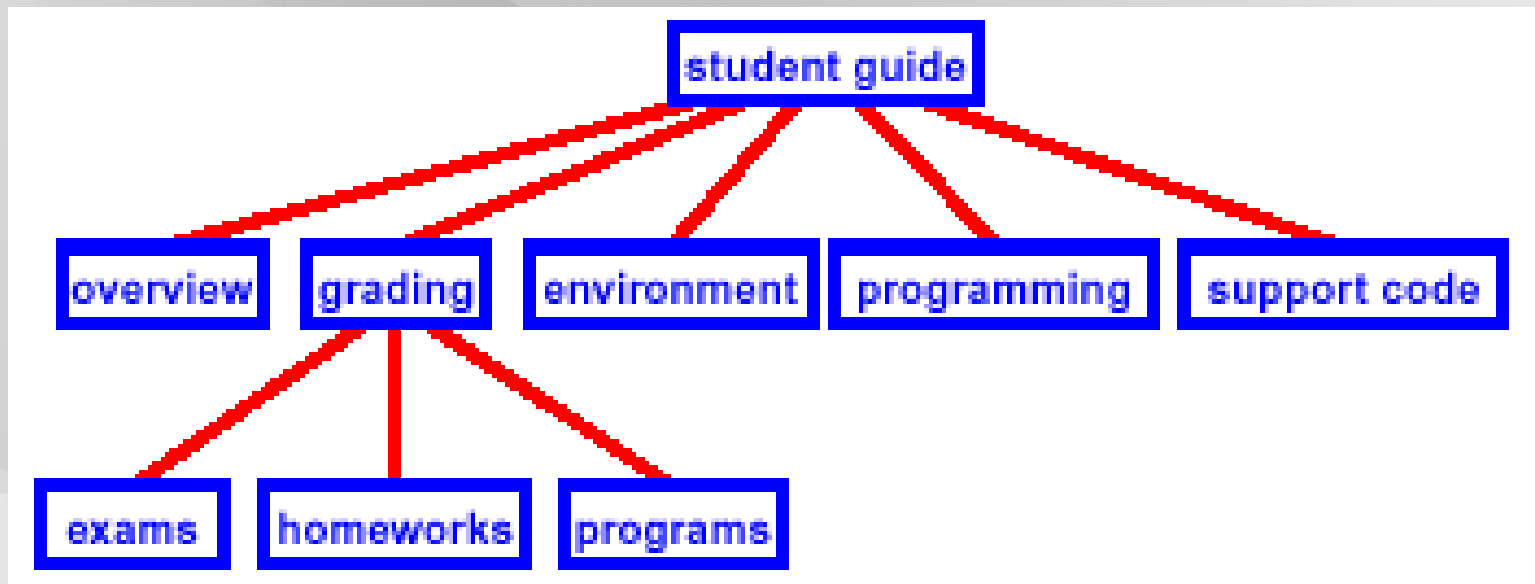 student guide
overview
grading
environment
programming
support code
exams
homeworks
programs